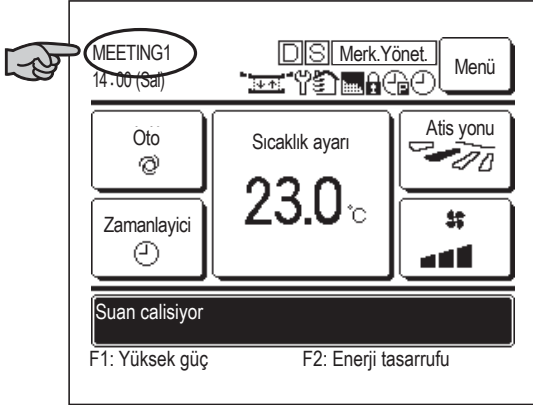 MEETING1
14:00 (Sal)
D S Merk.Yönet.
Menü
Oto
Sıcaklık ayarı
23.0 °C
Atis yonu
Zamanlayici
Suan calisiyor
F1: Yüksek güç
F2: Enerji tasarrufu